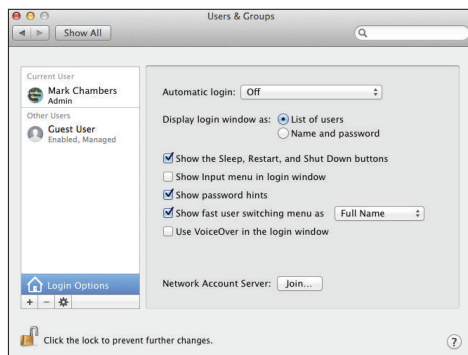 Users & Groups
Show All
Current User
Mark Chambers
Admin
Other Users
Guest User
Enabled, Managed
Login Options
Automatic login: Off
Display login window as: List of users
Name and password
Show the Sleep, Restart, and Shut Down buttons
Show Input menu in login window
Show password hints
Show fast user switching menu as Full Name
Use VoiceOver in the login window
Network Account Server: Join...
Click the lock to prevent further changes.
?